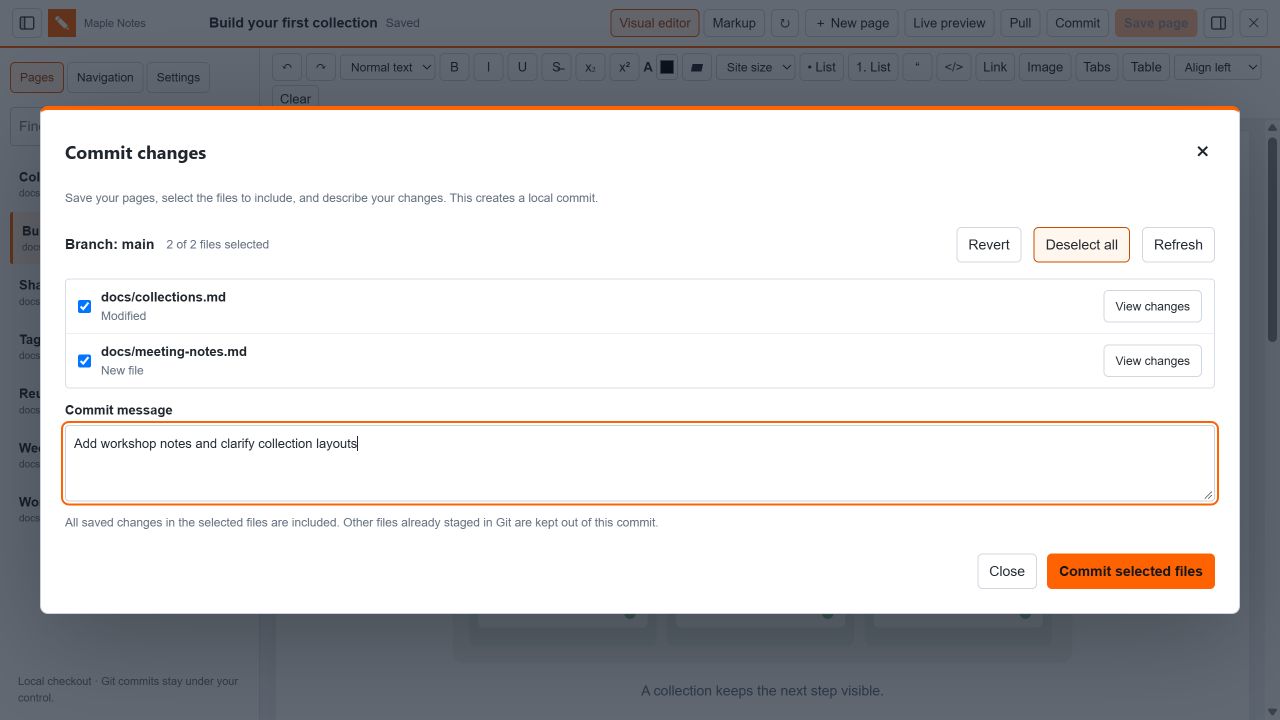 Maple Notes
Build your first collection Saved
Visual editor Markup ↻ + New page Live preview Pull Commit Save page
Pages Navigation Settings
Normal text B I U S x₂ x² A Site size • List 1. List “ </> Link Image Tabs Table Align left
Clear
Commit changes
Save your pages, select the files to include, and describe your changes. This creates a local commit.
Branch: main 2 of 2 files selected Revert Deselect all Refresh
docs/collections.md
Modified
View changes
docs/meeting-notes.md
New file
View changes
Commit message
Add workshop notes and clarify collection layouts
All saved changes in the selected files are included. Other files already staged in Git are kept out of this commit.
Close Commit selected files
Local checkout · Git commits stay under your
control.
A collection keeps the next step visible.